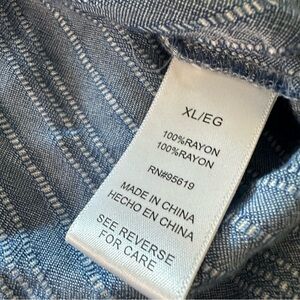 XL/EG
100%RAYON
100%RAYON
RN#95619
MADE IN CHINA
HECHO EN CHINA
SEE REVERSE
FOR CARE